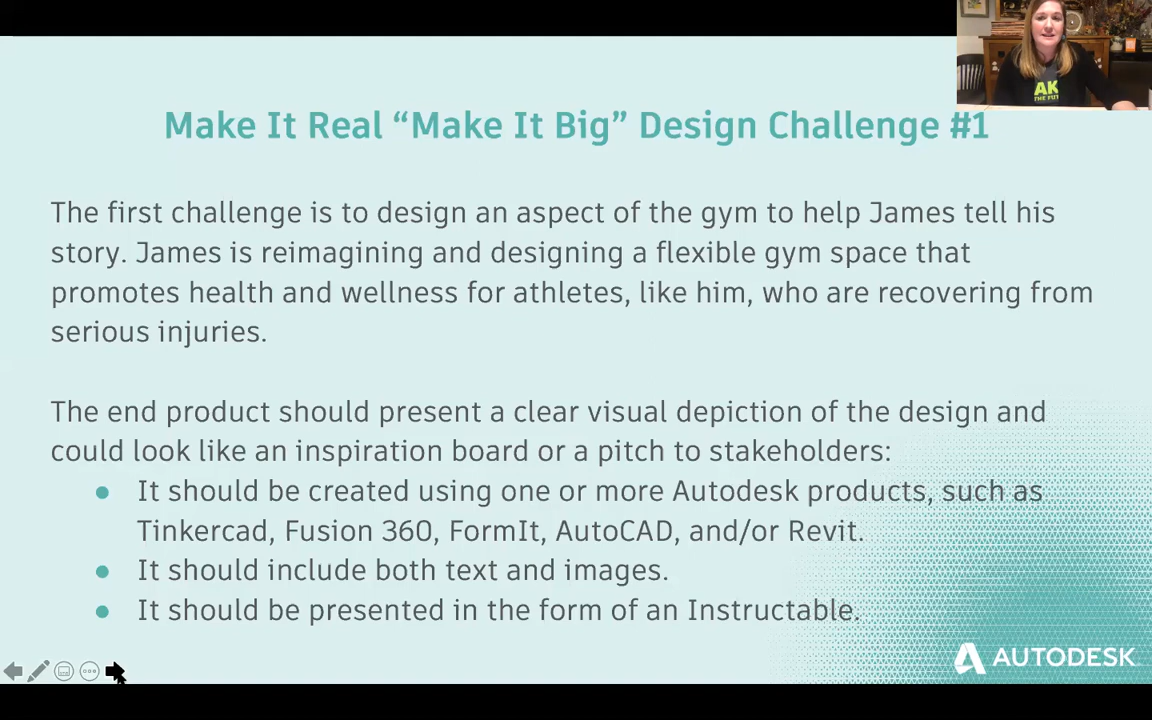 Make It Real “Make It Big” Design Challenge #1
The first challenge is to design an aspect of the gym to help James tell his
story. James is reimagining and designing a flexible gym space that
promotes health and wellness for athletes, like him, who are recovering from
serious injuries.
The end product should present a clear visual depiction of the design and
could look like an inspiration board or a pitch to stakeholders:
● It should be created using one or more Autodesk products, such as
Tinkercad, Fusion 360, FormIt, AutoCAD, and/or Revit.
● It should include both text and images.
● It should be presented in the form of an Instructable.
AUTODESK
AK
THE FUT